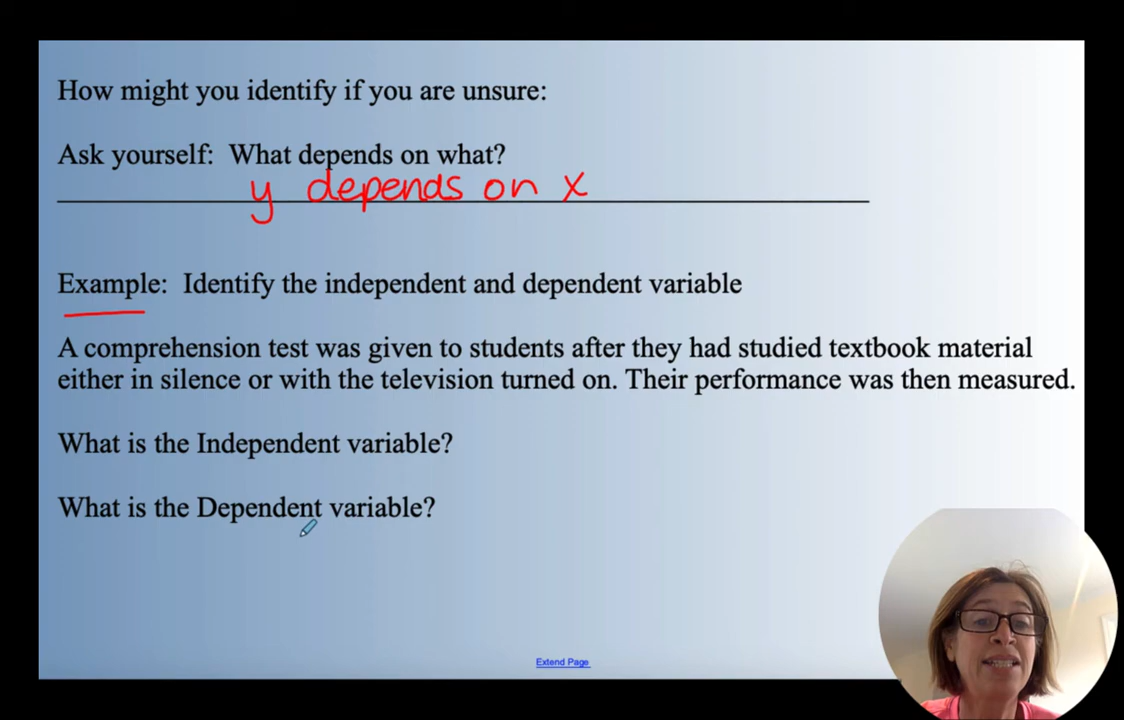 How might you identify if you are unsure:
Ask yourself: What depends on what?
y depends on x
Example: Identify the independent and dependent variable
A comprehension test was given to students after they had studied textbook material
either in silence or with the television turned on. Their performance was then measured.
What is the Independent variable?
What is the Dependent variable?
Extend Page